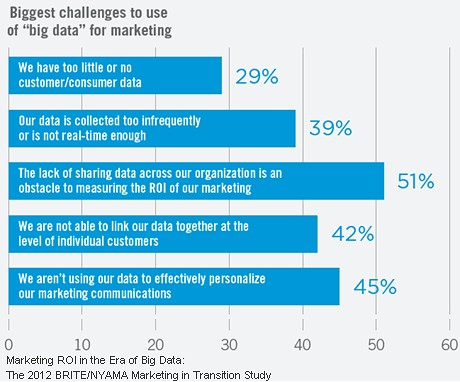 Biggest challenges to use
of “big data” for marketing
We have too little or no
customer/consumer data
29%
Our data is collected too infrequently
or is not real-time enough
39%
The lack of sharing data across our organization is an
obstacle to measuring the ROI of our marketing
51%
We are not able to link our data together at the
level of individual customers
42%
We aren’t using our data to effectively personalize
our marketing communications
45%
0 10 20 30 40 50 60
Marketing ROI in the Era of Big Data:
The 2012 BRITE/NYAMA Marketing in Transition Study